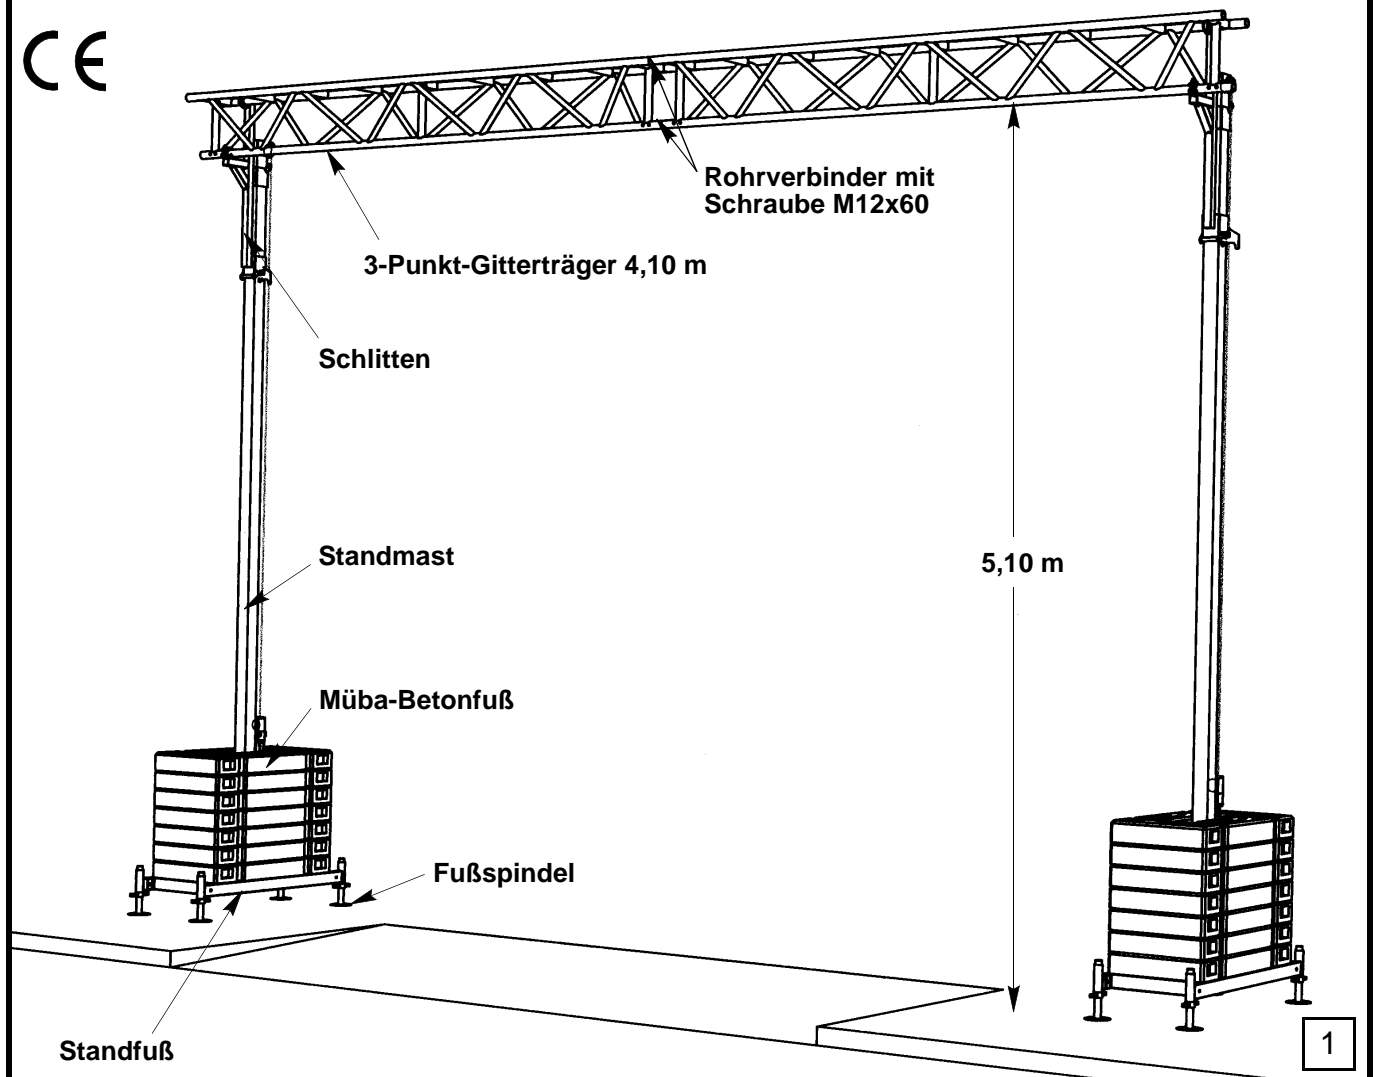 CE
Rohrverbinder mit
Schraube M12x60
3-Punkt-Gitterträger 4,10 m
Schlitten
Standmast
5,10 m
Müba-Betonfuß
Fußspindel
Standfuß
1